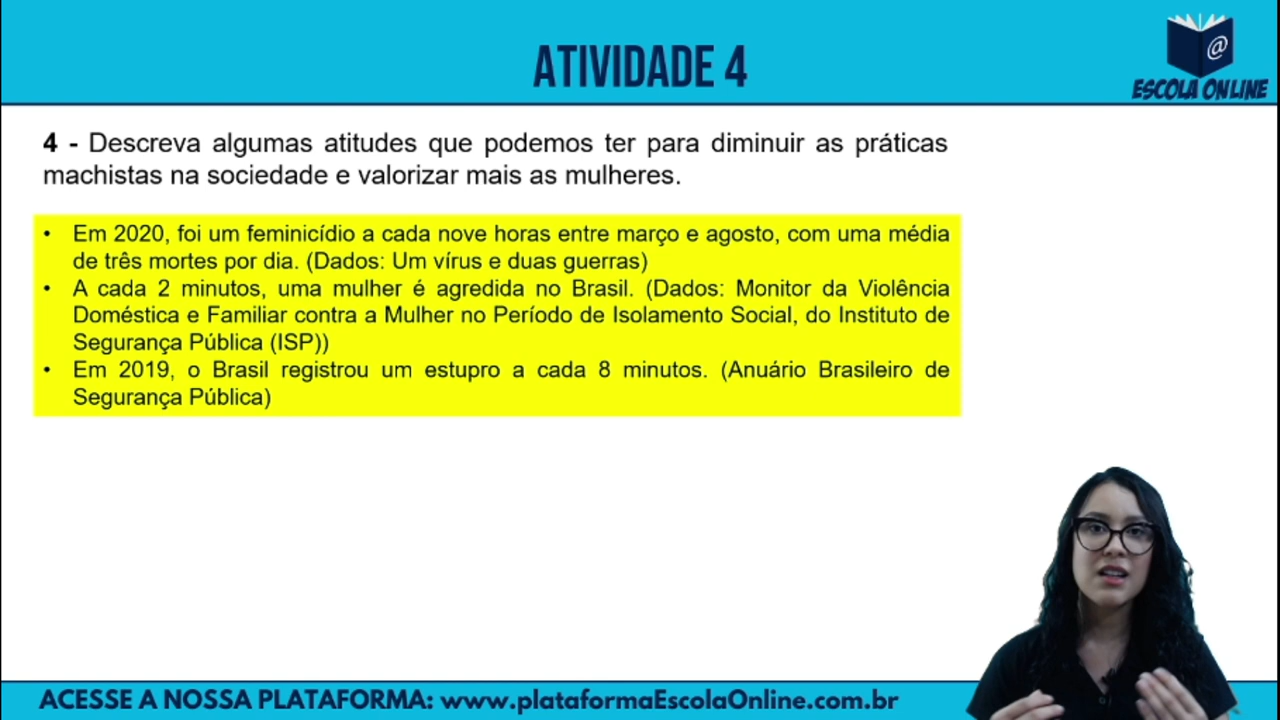 ATIVIDADE 4
@
ESCOLA ONLINE
4 - Descreva algumas atitudes que podemos ter para diminuir as práticas
machistas na sociedade e valorizar mais as mulheres.
• Em 2020, foi um feminicídio a cada nove horas entre março e agosto, com uma média
de três mortes por dia. (Dados: Um vírus e duas guerras)
• A cada 2 minutos, uma mulher é agredida no Brasil. (Dados: Monitor da Violência
Doméstica e Familiar contra a Mulher no Período de Isolamento Social, do Instituto de
Segurança Pública (ISP))
• Em 2019, o Brasil registrou um estupro a cada 8 minutos. (Anuário Brasileiro de
Segurança Pública)
ACESSE A NOSSA PLATAFORMA: www.plataformaEscolaOnline.com.br